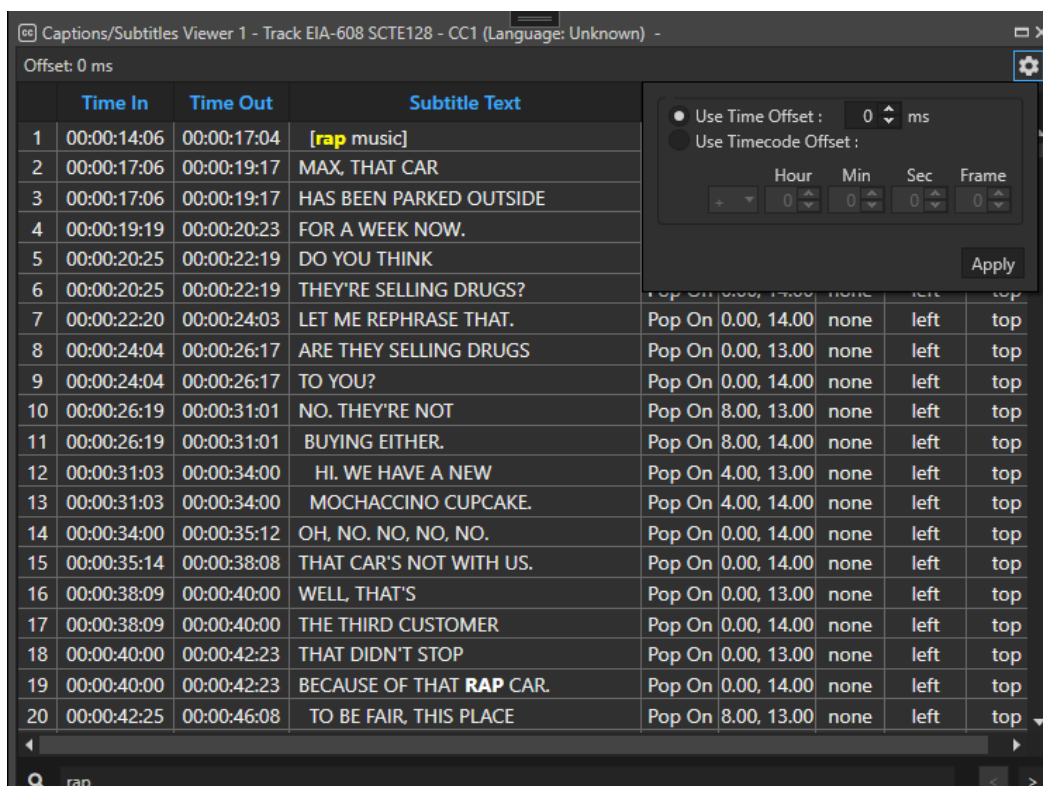 cc Captions/Subtitles Viewer 1 - Track EIA-608 SCTE128 - CC1 (Language: Unknown) -
Offset: 0 ms
Time In Time Out Subtitle Text
Use Time Offset : 0 ms
Use Timecode Offset :
Hour Min Sec Frame
+ 0 0 0 0
Apply
1 00:00:14:06 00:00:17:04 [rap music]
2 00:00:17:06 00:00:19:17 MAX, THAT CAR
3 00:00:17:06 00:00:19:17 HAS BEEN PARKED OUTSIDE
4 00:00:19:19 00:00:20:23 FOR A WEEK NOW.
5 00:00:20:25 00:00:22:19 DO YOU THINK
6 00:00:20:25 00:00:22:19 THEY'RE SELLING DRUGS? Pop On 0.00, 14.00 none left top
7 00:00:22:20 00:00:24:03 LET ME REPHRASE THAT. Pop On 0.00, 14.00 none left top
8 00:00:24:04 00:00:26:17 ARE THEY SELLING DRUGS Pop On 0.00, 13.00 none left top
9 00:00:24:04 00:00:26:17 TO YOU? Pop On 0.00, 14.00 none left top
10 00:00:26:19 00:00:31:01 NO. THEY'RE NOT Pop On 8.00, 13.00 none left top
11 00:00:26:19 00:00:31:01 BUYING EITHER. Pop On 8.00, 14.00 none left top
12 00:00:31:03 00:00:34:00 HI. WE HAVE A NEW Pop On 4.00, 13.00 none left top
13 00:00:31:03 00:00:34:00 MOCHACCINO CUPCAKE. Pop On 4.00, 14.00 none left top
14 00:00:34:00 00:00:35:12 OH, NO. NO, NO, NO. Pop On 0.00, 14.00 none left top
15 00:00:35:14 00:00:38:08 THAT CAR'S NOT WITH US. Pop On 0.00, 14.00 none left top
16 00:00:38:09 00:00:40:00 WELL, THAT'S Pop On 0.00, 13.00 none left top
17 00:00:38:09 00:00:40:00 THE THIRD CUSTOMER Pop On 0.00, 14.00 none left top
18 00:00:40:00 00:00:42:23 THAT DIDN'T STOP Pop On 0.00, 13.00 none left top
19 00:00:40:00 00:00:42:23 BECAUSE OF THAT RAP CAR. Pop On 0.00, 14.00 none left top
20 00:00:42:25 00:00:46:08 TO BE FAIR, THIS PLACE Pop On 8.00, 13.00 none left top
rap < >